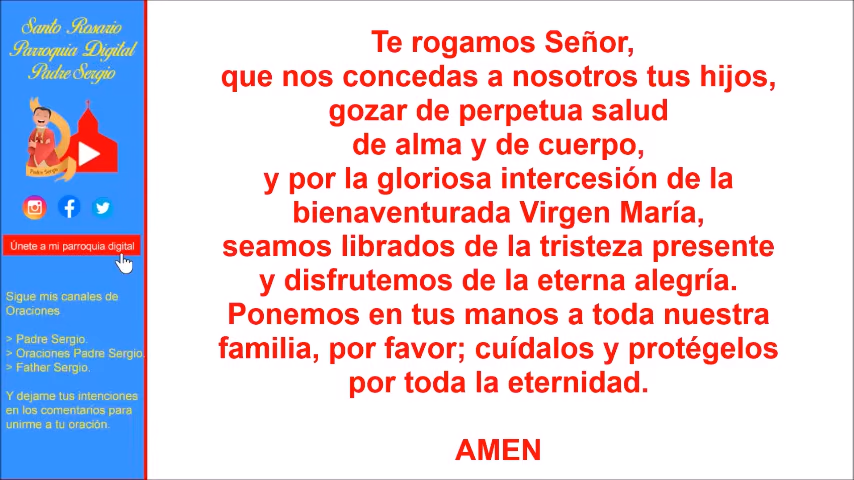 Santo Rosario
Parroquia Digital
Padre Sergio
Padre Sergio
Únete a mi parroquia digital
Sigue mis canales de
Oraciones
> Padre Sergio.
> Oraciones Padre Sergio.
> Father Sergio.
Y dejame tus intenciones
en los comentarios para
unirme a tu oración.
Te rogamos Señor,
que nos concedas a nosotros tus hijos,
gozar de perpetua salud
de alma y de cuerpo,
y por la gloriosa intercesión de la
bienaventurada Virgen María,
seamos librados de la tristeza presente
y disfrutemos de la eterna alegría.
Ponemos en tus manos a toda nuestra
familia, por favor; cuídalos y protégelos
por toda la eternidad.
AMEN